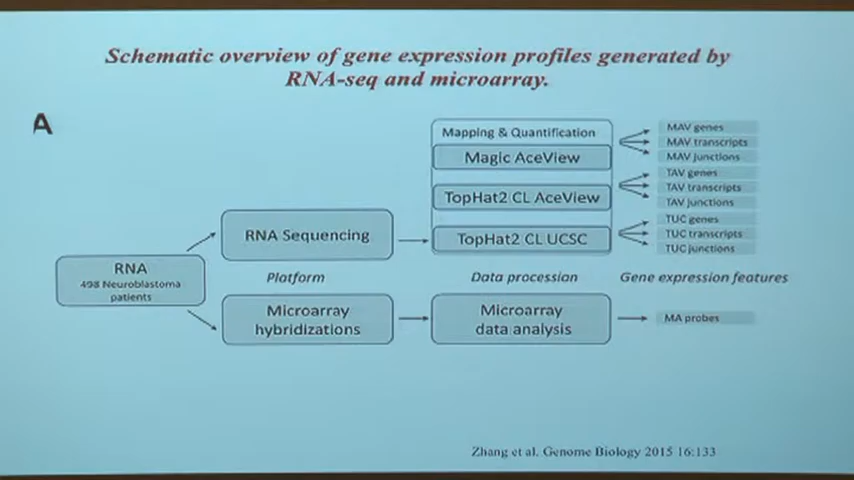 Schematic overview of gene expression profiles generated by
RNA-seq and microarray.
A
Mapping & Quantification
Magic AceView
TopHat2 CL AceView
TopHat2 CL UCSC
MAV genes
MAV transcripts
MAV junctions
TAV genes
TAV transcripts
TAV junctions
TUC genes
TUC transcripts
TUC junctions
RNA Sequencing
RNA
498 Neuroblastoma
patients
Platform
Data procession
Gene expression features
Microarray
hybridizations
Microarray
data analysis
MA probes
Zhang et al. Genome Biology 2015 16:133